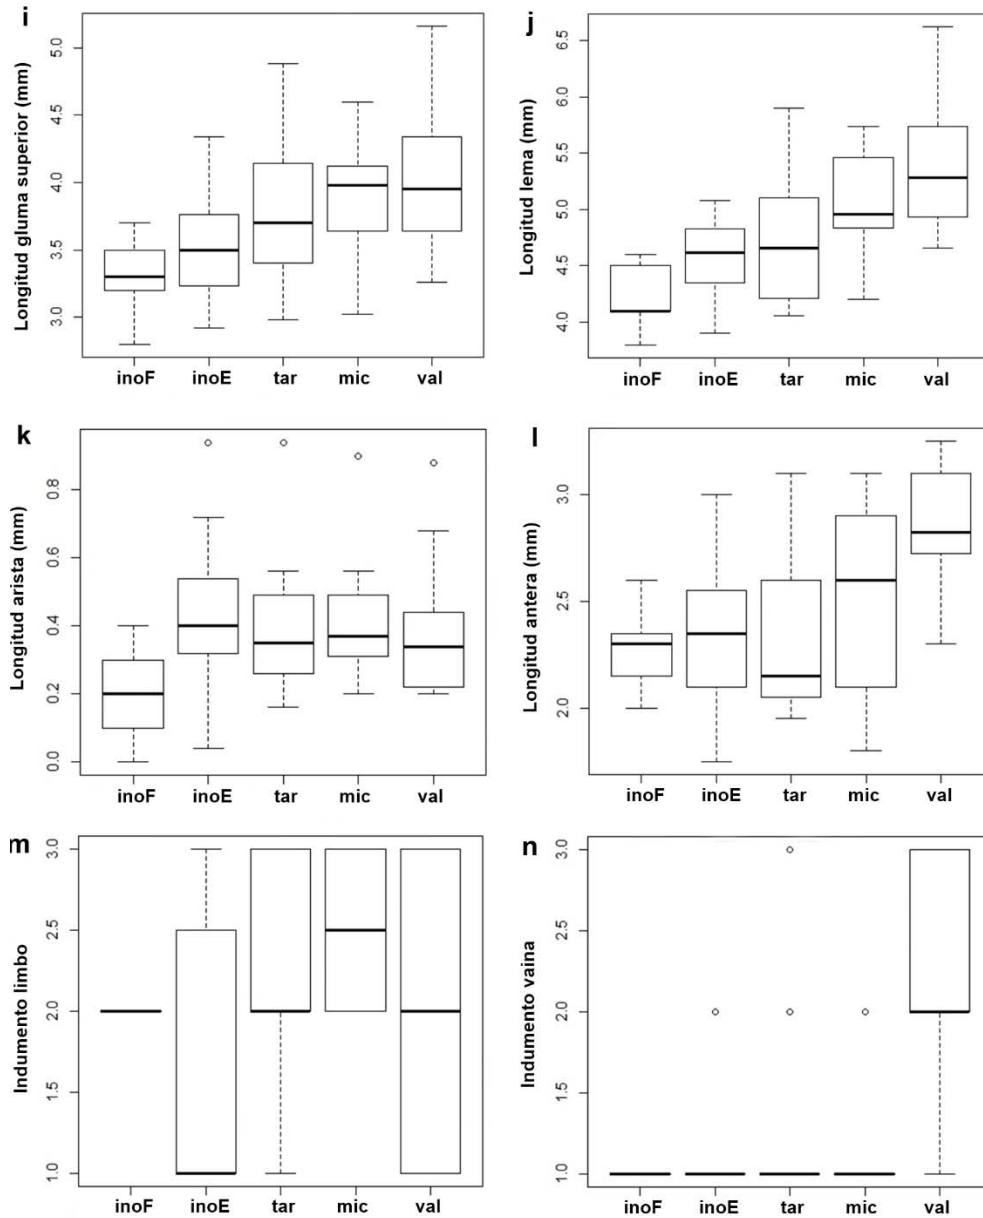 i
Longitud gluma superior (mm)
5.0
4.5
4.0
3.5
3.0
inoF inoE tar mic val
j
Longitud lema (mm)
6.5
6.0
5.5
5.0
4.5
4.0
inoF inoE tar mic val
k
Longitud arista (mm)
0.8
0.6
0.4
0.2
0.0
inoF inoE tar mic val
l
Longitud antera (mm)
3.0
2.5
2.0
inoF inoE tar mic val
m
Indumento limbo
3.0
2.5
2.0
1.5
1.0
inoF inoE tar mic val
n
Indumento vaina
3.0
2.5
2.0
1.5
1.0
inoF inoE tar mic val